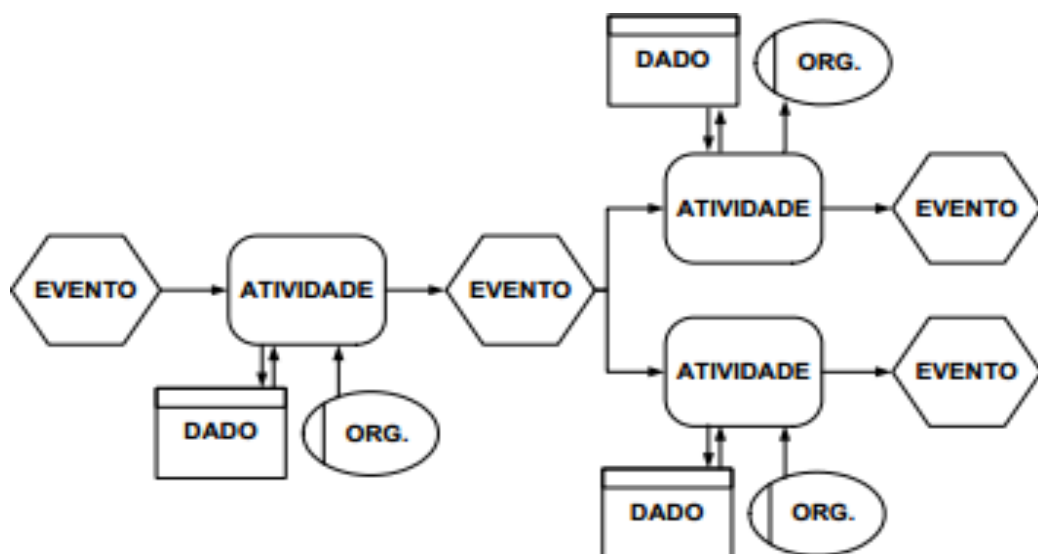 DADO
ORG.
ATIVIDADE
EVENTO
EVENTO
ATIVIDADE
EVENTO
ATIVIDADE
EVENTO
DADO
ORG.
DADO
ORG.